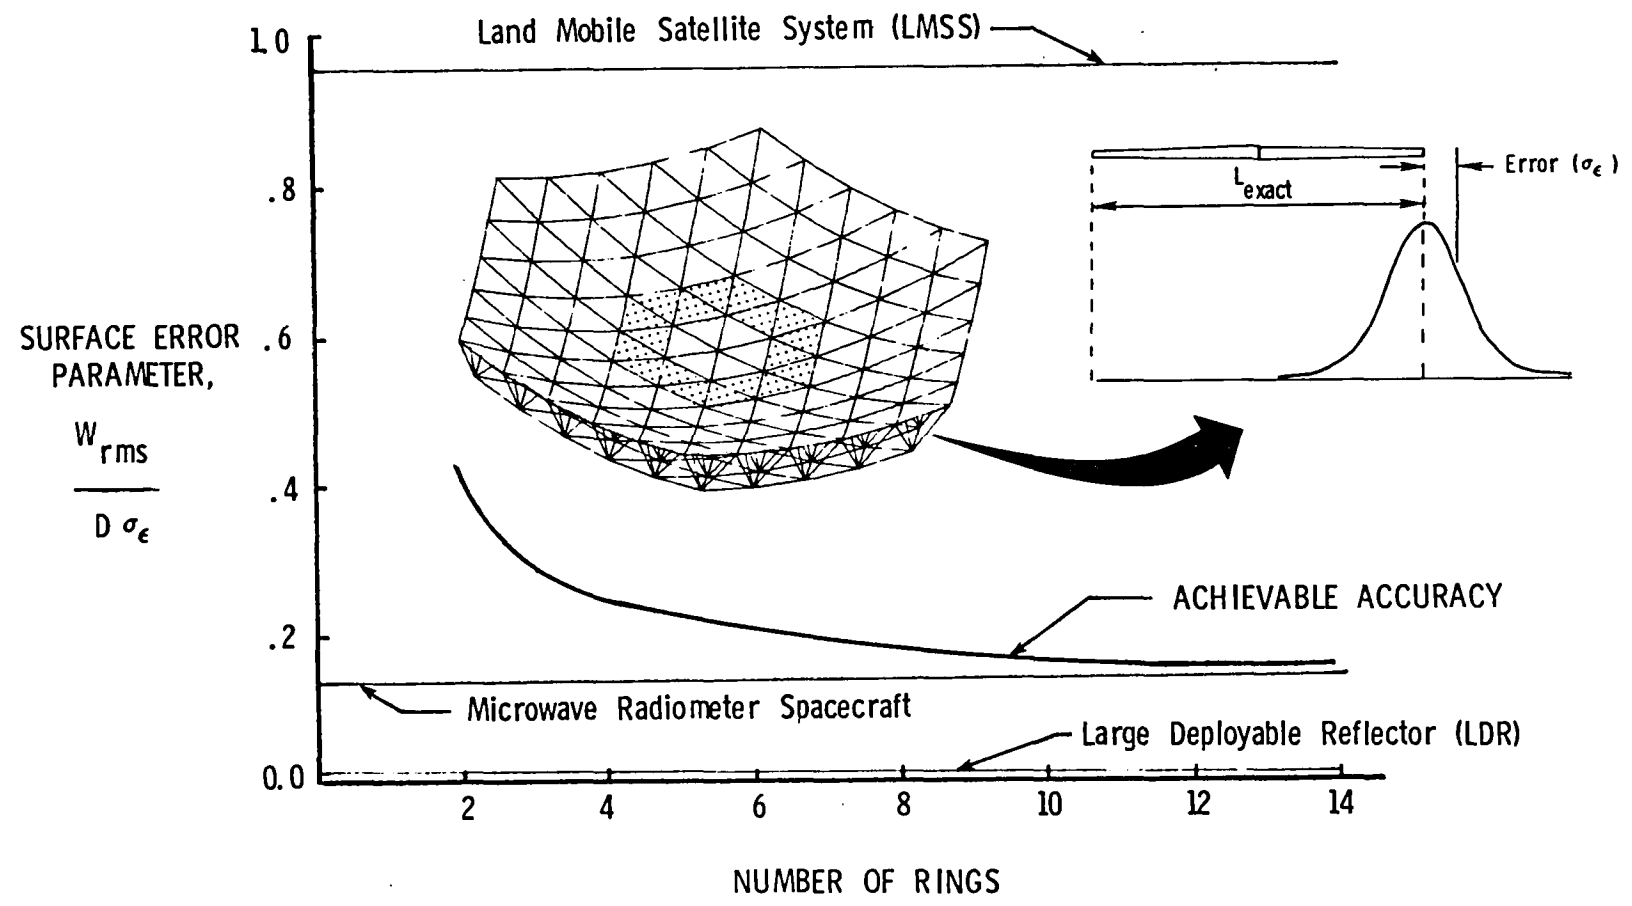 Land Mobile Satellite System (LMSS)
1.0
.8
.6
.4
.2
0.0
SURFACE ERROR
PARAMETER,
W rms
D σϵ
Error (σϵ)
L exact
ACHIEVABLE ACCURACY
Microwave Radiometer Spacecraft
Large Deployable Reflector (LDR)
2 4 6 8 10 12 14
NUMBER OF RINGS